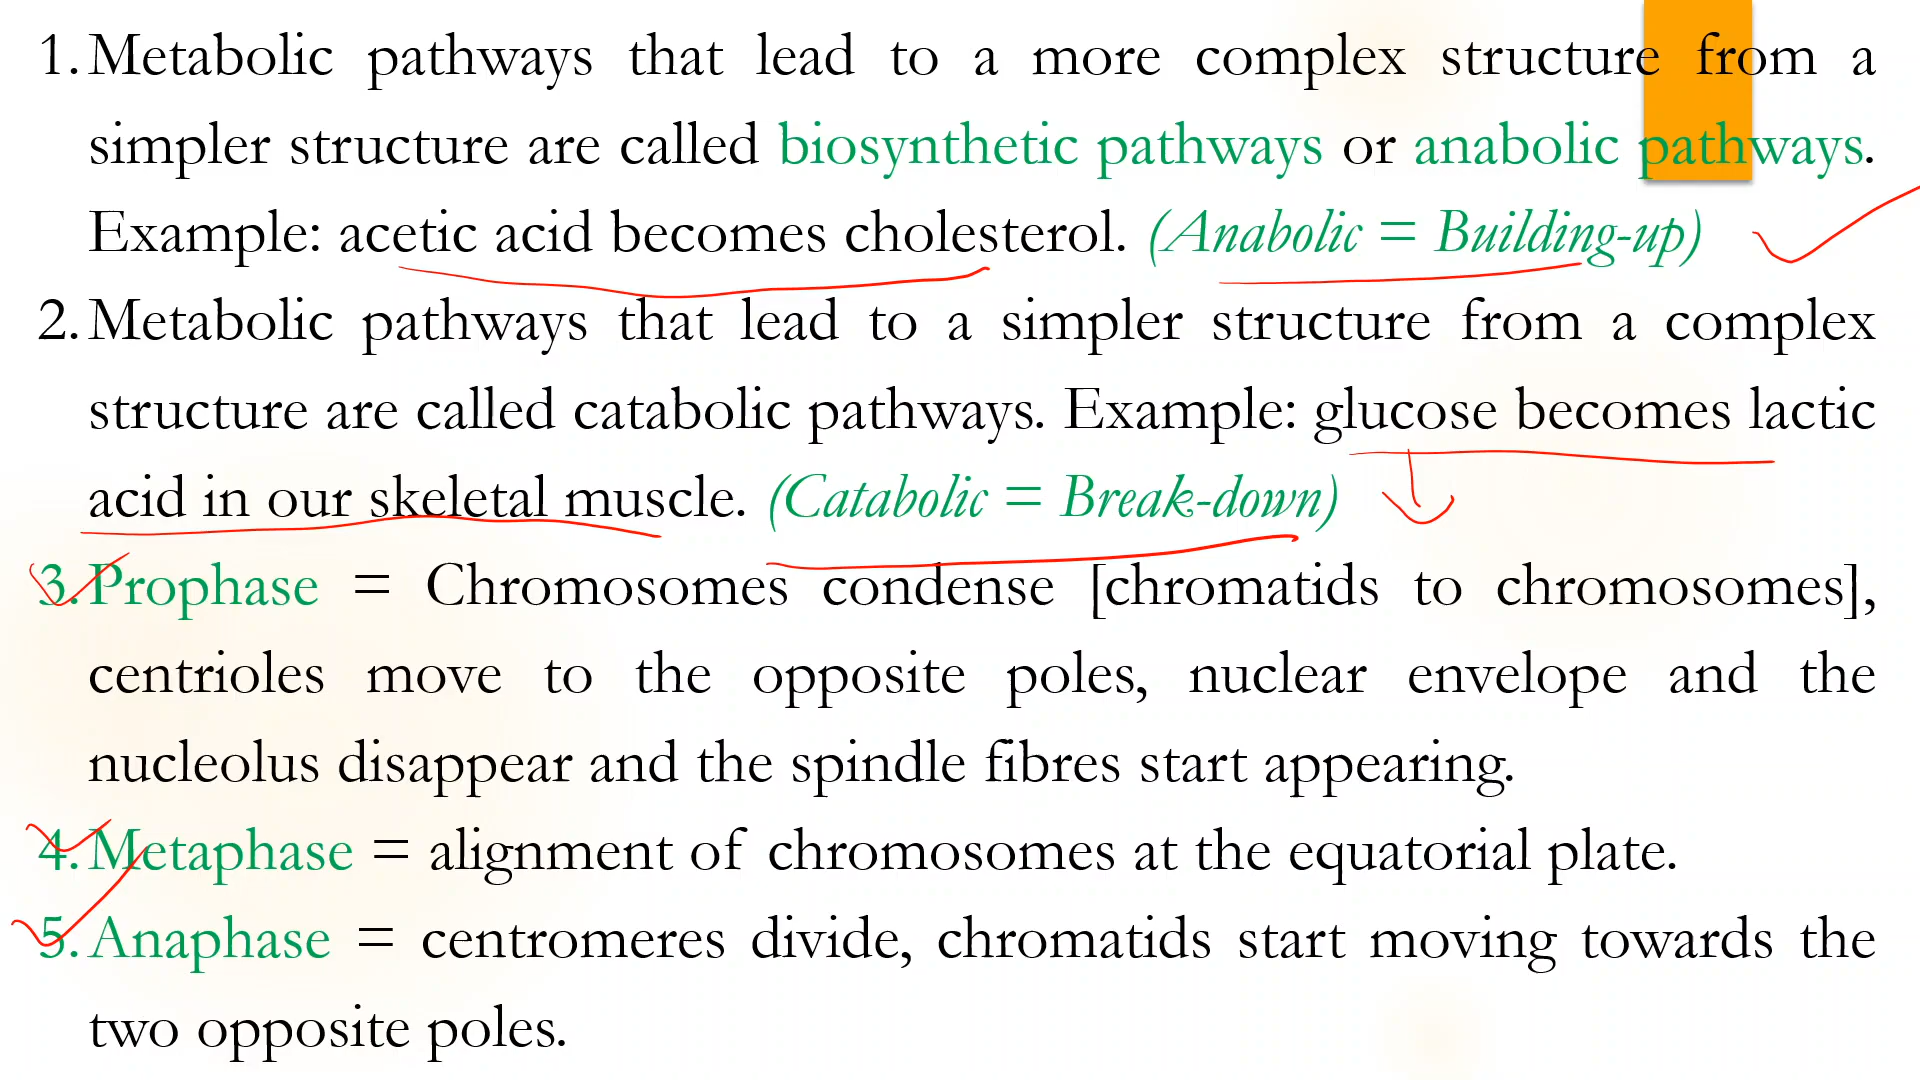 1. Metabolic pathways that lead to a more complex structure from a
simpler structure are called biosynthetic pathways or anabolic pathways.
Example: acetic acid becomes cholesterol. (Anabolic = Building-up)
2. Metabolic pathways that lead to a simpler structure from a complex
structure are called catabolic pathways. Example: glucose becomes lactic
acid in our skeletal muscle. (Catabolic = Break-down)
3. Prophase = Chromosomes condense [chromatids to chromosomes],
centrioles move to the opposite poles, nuclear envelope and the
nucleolus disappear and the spindle fibres start appearing.
4. Metaphase = alignment of chromosomes at the equatorial plate.
5. Anaphase = centromeres divide, chromatids start moving towards the
two opposite poles.